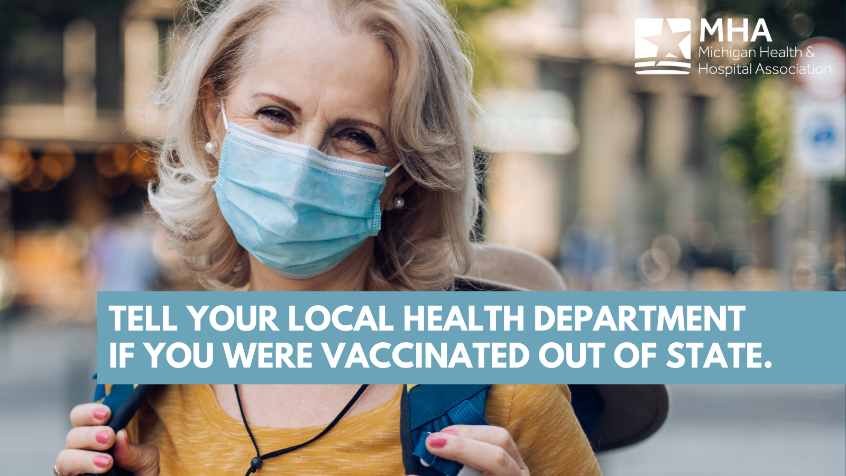 MHA
Michigan Health &
Hospital Association
TELL YOUR LOCAL HEALTH DEPARTMENT
IF YOU WERE VACCINATED OUT OF STATE.